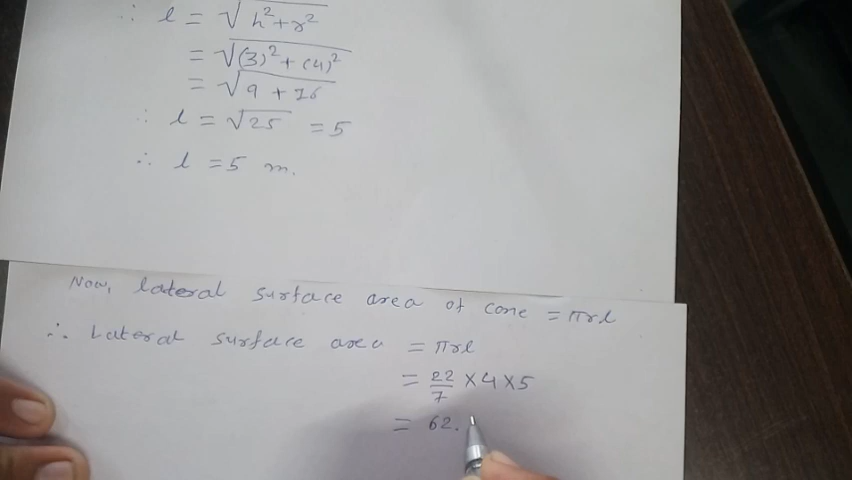 ∴ l = √h²+r²
= √(3)²+(4)²
= √9+16
∴ l = √25 = 5
∴ l = 5 m.
Now, lateral surface area of cone = πrl
∴ Lateral surface area = πrl
= 22/7 × 4 × 5
= 62.